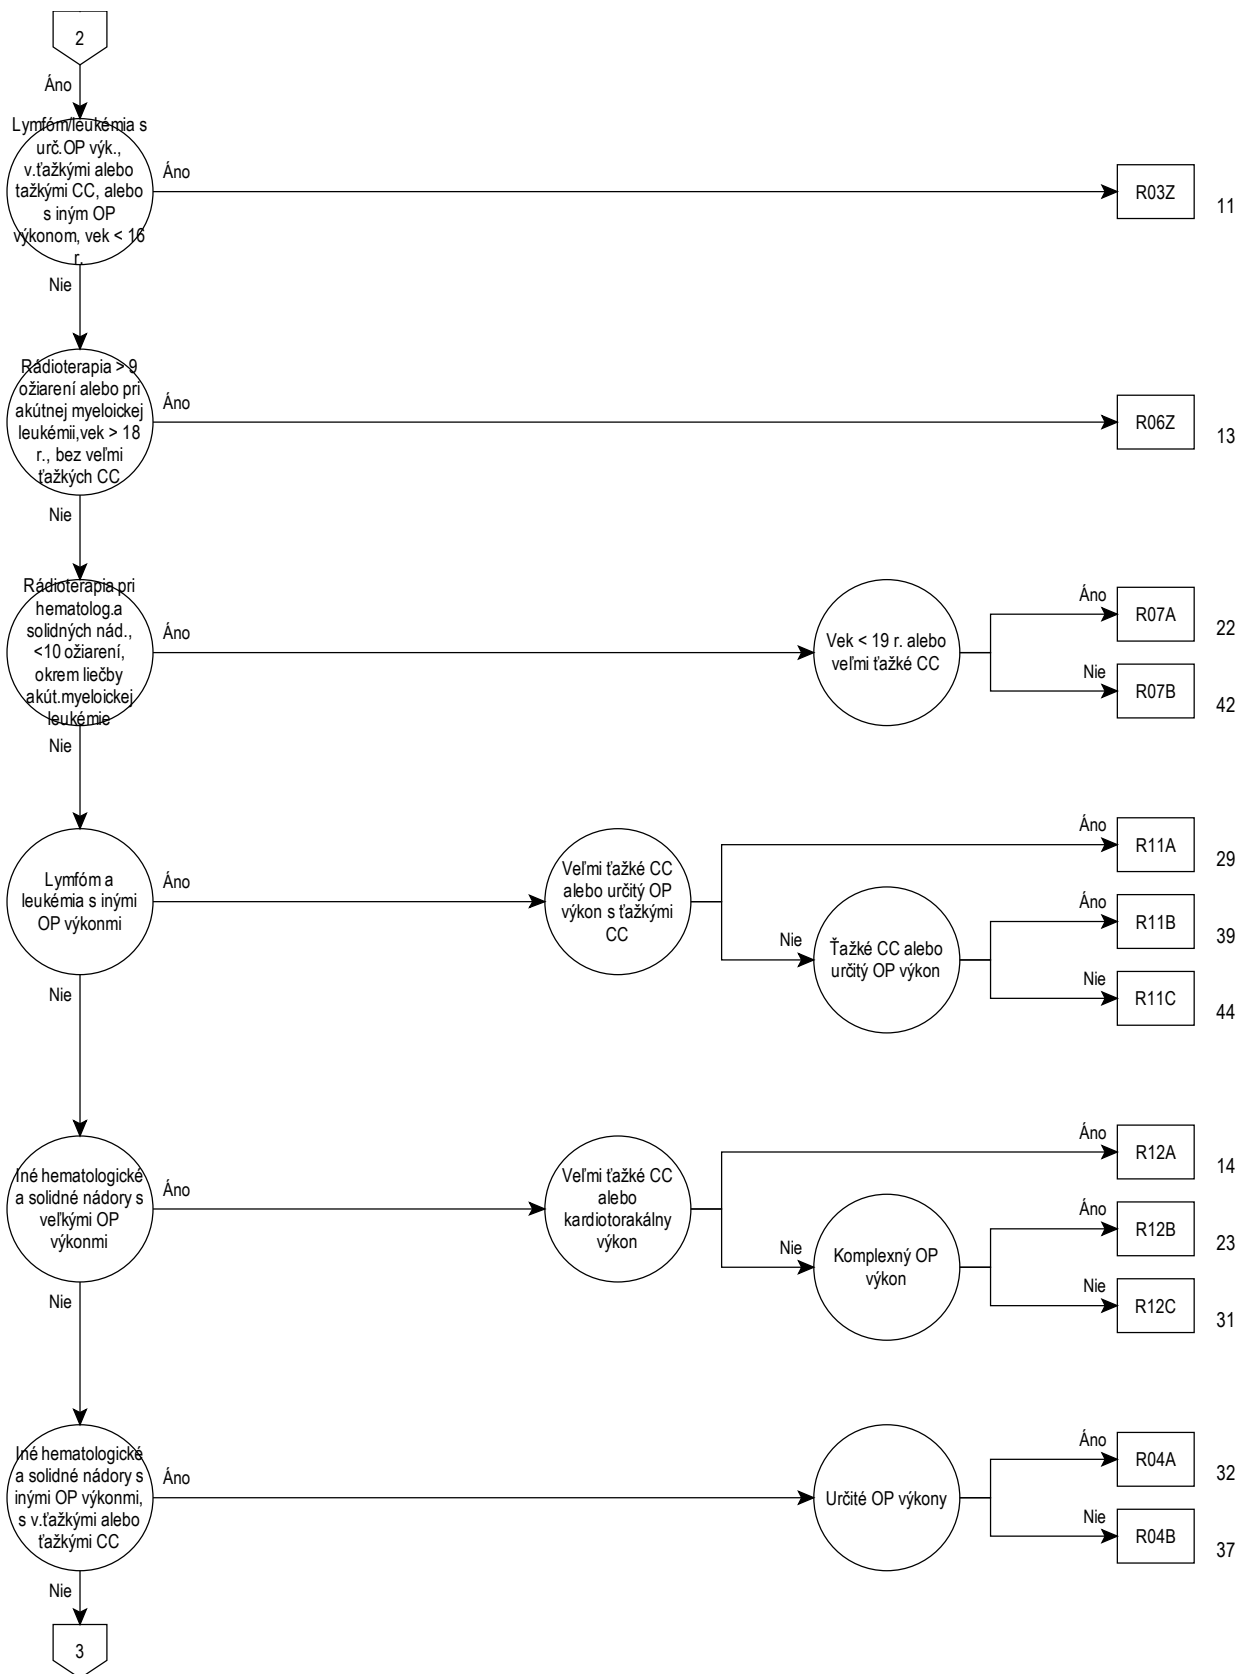 2
Áno
Lymfóm/leukémia s
urč.OP výk.,
v.ťažkými alebo
tažkými CC, alebo
s iným OP
výkonom, vek < 16
r.
Áno
R03Z
11
Nie
Rádioterapia > 9
ožiarení alebo pri
akútnej myeloickej
leukémii,vek > 18
r., bez veľmi
ťažkých CC
Áno
R06Z
13
Nie
Rádioterapia pri
hematolog.a
solidných nád.,
<10 ožiarení,
okrem liečby
akút.myeloickej
leukémie
Áno
Vek < 19 r. alebo
veľmi ťažké CC
Áno
R07A
22
Nie
R07B
42
Nie
Lymfóm a
leukémia s inými
OP výkonmi
Áno
Veľmi ťažké CC
alebo určitý OP
výkon s ťažkými
CC
Áno
R11A
29
Nie
Ťažké CC alebo
určitý OP výkon
Áno
R11B
39
Nie
R11C
44
Nie
Iné hematologické
a solidné nádory s
veľkými OP
výkonmi
Áno
Veľmi ťažké CC
alebo
kardiotorakálny
výkon
Áno
R12A
14
Nie
Komplexný OP
výkon
Áno
R12B
23
Nie
R12C
31
Nie
Iné hematologické
a solidné nádory s
inými OP výkonmi,
s v.ťažkými alebo
ťažkými CC
Áno
Určité OP výkony
Áno
R04A
32
Nie
R04B
37
Nie
3